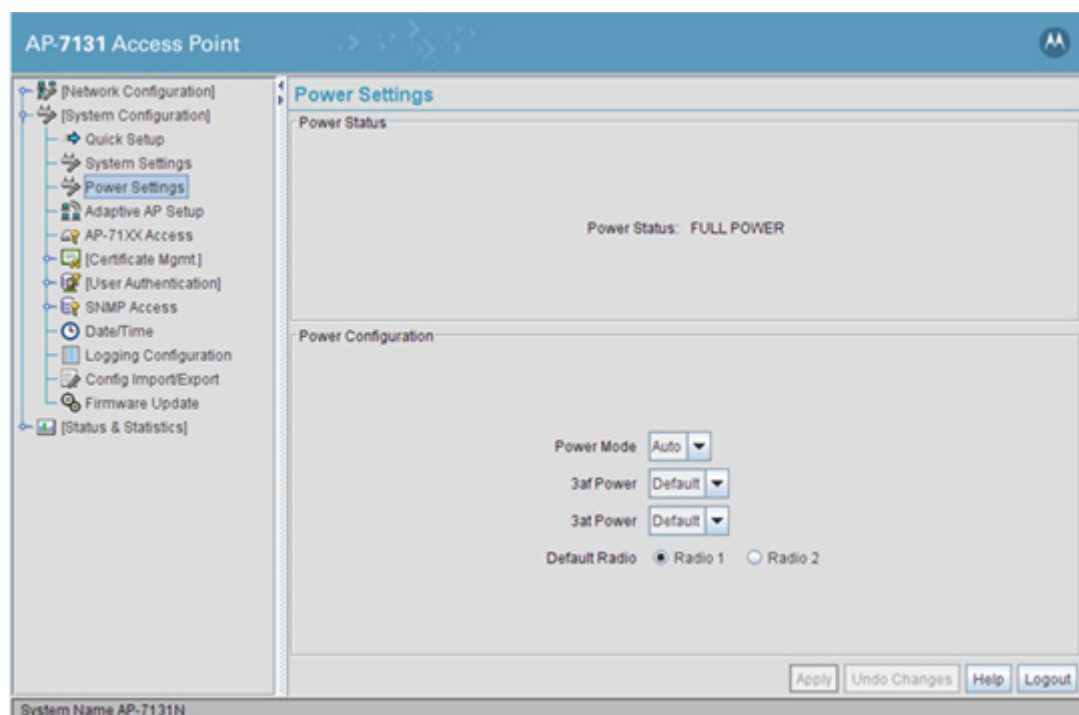 AP-7131 Access Point
[Network Configuration]
[System Configuration]
Quick Setup
System Settings
Power Settings
Adaptive AP Setup
AP-71XX Access
[Certificate Mgmt.]
[User Authentication]
SNMP Access
Date/Time
Logging Configuration
Config Import/Export
Firmware Update
[Status & Statistics]
Power Settings
Power Status
Power Status: FULL POWER
Power Configuration
Power Mode Auto
3af Power Default
3at Power Default
Default Radio Radio 1 Radio 2
Apply Undo Changes Help Logout
System Name AP-7131N